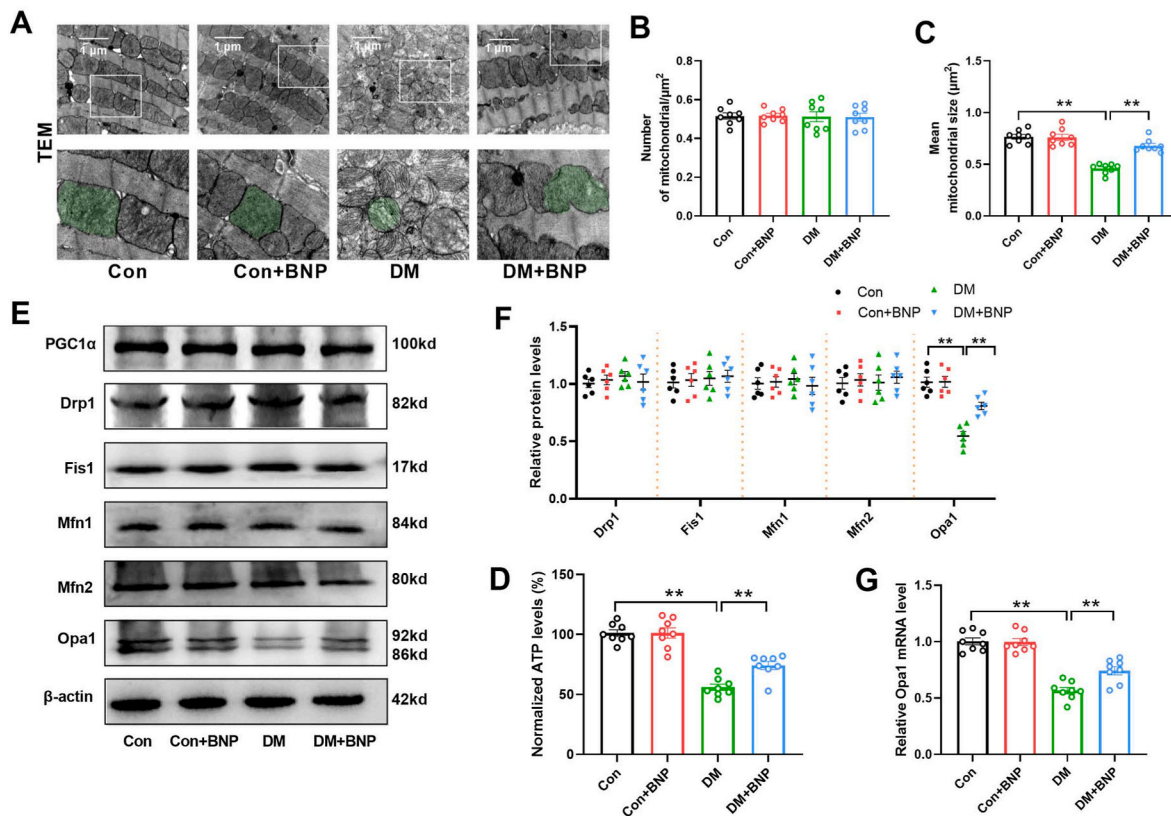 A
TEM
1 μm
1 μm
1 μm
1 μm
Con
Con+BNP
DM
DM+BNP
B
Number
of mitochondrial/μm²
0.8
0.6
0.4
0.2
0.0
Con
Con+BNP
DM
DM+BNP
C
Mean
mitochondrial size (μm²)
1.5
1.0
0.5
0.0
**
**
Con
Con+BNP
DM
DM+BNP
E
PGC1α
100kd
Drp1
82kd
Fis1
17kd
Mfn1
84kd
Mfn2
80kd
Opa1
92kd
86kd
β-actin
42kd
Con
Con+BNP
DM
DM+BNP
F
Con
Con+BNP
DM
DM+BNP
Relative protein levels
1.5
1.0
0.5
0.0
**
**
Drp1
Fis1
Mfn1
Mfn2
Opa1
D
Normalized ATP levels (%)
150
100
50
0
**
**
Con
Con+BNP
DM
DM+BNP
G
Relative Opa1 mRNA level
1.5
1.0
0.5
0.0
**
**
Con
Con+BNP
DM
DM+BNP